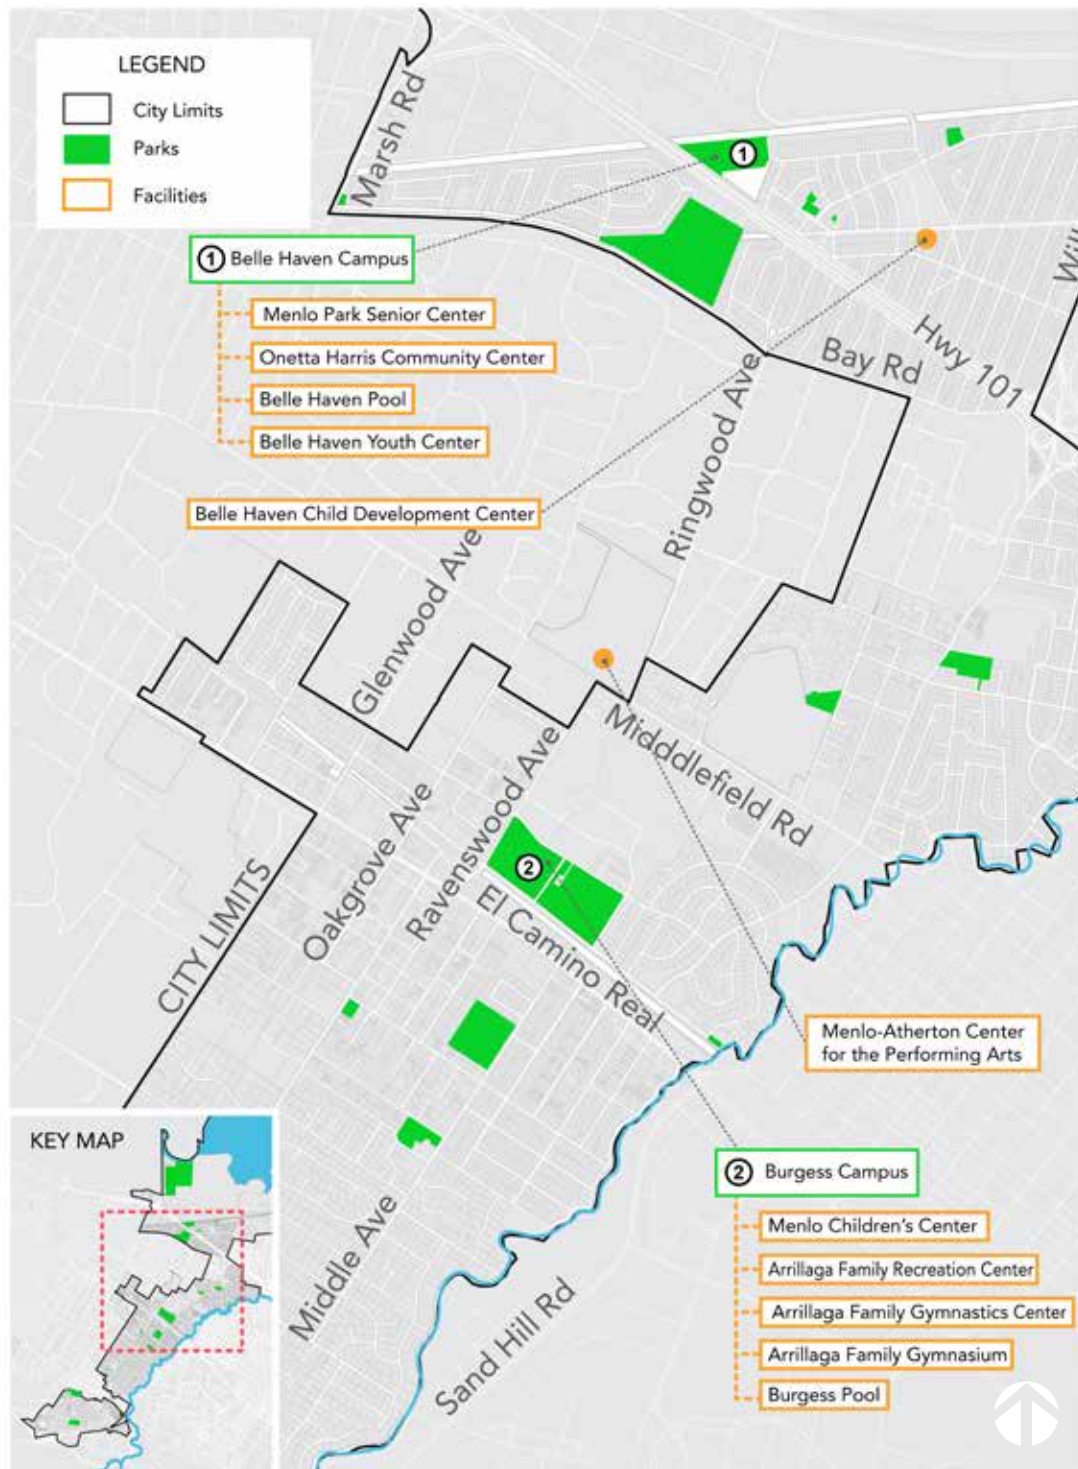 LEGEND
City Limits
Parks
Facilities
Marsh Rd
1
1 Belle Haven Campus
Menlo Park Senior Center
Onetta Harris Community Center
Belle Haven Pool
Belle Haven Youth Center
Will
Hwy 101
Bay Rd
Ringwood Ave
Belle Haven Child Development Center
Glenwood Ave
Midddlefield Rd
Ravenswood Ave
Oakgrove Ave
2
El Camino Real
CITY LIMITS
Menlo-Atherton Center
for the Performing Arts
KEY MAP
2 Burgess Campus
Menlo Children's Center
Arrillaga Family Recreation Center
Arrillaga Family Gymnastics Center
Arrillaga Family Gymnasium
Burgess Pool
Middle Ave
Sand Hill Rd